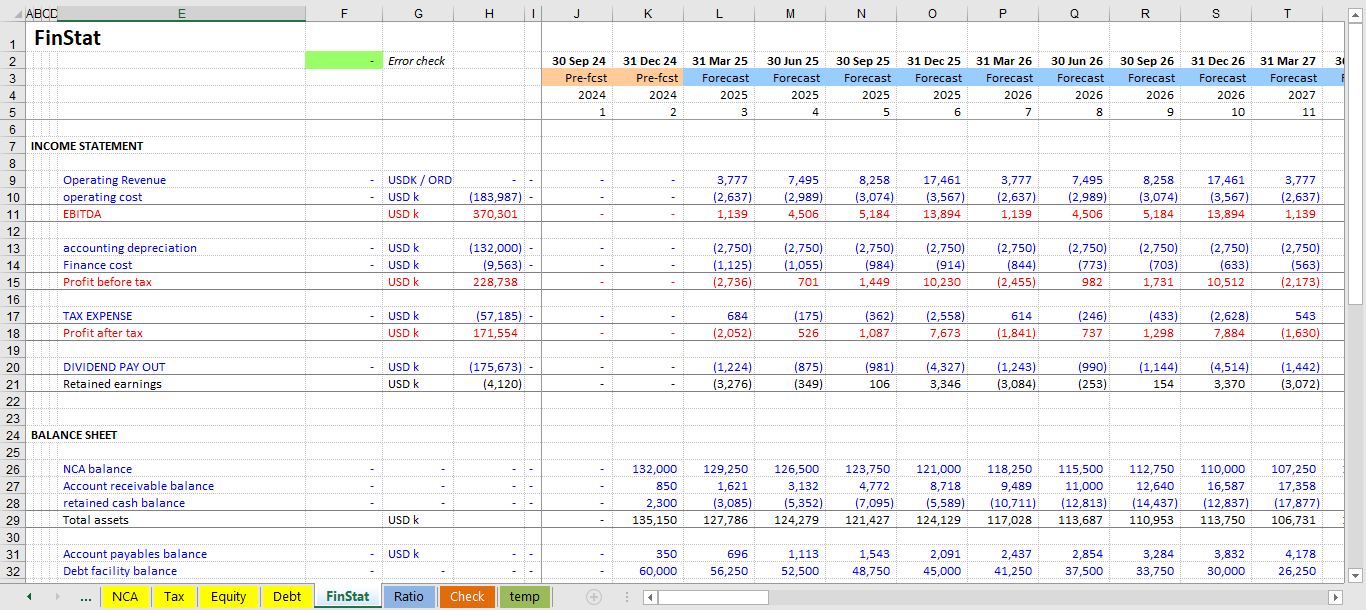 A B C D E F G H I J K L M N O P Q R S T
1 FinStat
2 - Error check 30 Sep 24 31 Dec 24 31 Mar 25 30 Jun 25 30 Sep 25 31 Dec 25 31 Mar 26 30 Jun 26 30 Sep 26 31 Dec 26 31 Mar 27
3 Pre-fcst Pre-fcst Forecast Forecast Forecast Forecast Forecast Forecast Forecast Forecast Forecast
4 2024 2024 2025 2025 2025 2025 2026 2026 2026 2026 2027
5 1 2 3 4 5 6 7 8 9 10 11
6
7 INCOME STATEMENT
8
9 Operating Revenue - USDK / ORD - - - - 3,777 7,495 8,258 17,461 3,777 7,495 8,258 17,461 3,777
10 operating cost - USD k (183,987) - - - (2,637) (2,989) (3,074) (3,567) (2,637) (2,989) (3,074) (3,567) (2,637)
11 EBITDA USD k 370,301 - - 1,139 4,506 5,184 13,894 1,139 4,506 5,184 13,894 1,139
12
13 accounting depreciation - USD k (132,000) - - - (2,750) (2,750) (2,750) (2,750) (2,750) (2,750) (2,750) (2,750) (2,750)
14 Finance cost - USD k (9,563) - - - (1,125) (1,055) (984) (914) (844) (773) (703) (633) (563)
15 Profit before tax USD k 228,738 - - (2,736) 701 1,449 10,230 (2,455) 982 1,731 10,512 (2,173)
16
17 TAX EXPENSE - USD k (57,185) - - - 684 (175) (362) (2,558) 614 (246) (433) (2,628) 543
18 Profit after tax USD k 171,554 - - (2,052) 526 1,087 7,673 (1,841) 737 1,298 7,884 (1,630)
19
20 DIVIDEND PAY OUT - USD k (175,673) - - - (1,224) (875) (981) (4,327) (1,243) (990) (1,144) (4,514) (1,442)
21 Retained earnings USD k (4,120) - - (3,276) (349) 106 3,346 (3,084) (253) 154 3,370 (3,072)
22
23
24 BALANCE SHEET
25
26 NCA balance - - - - - 132,000 129,250 126,500 123,750 121,000 118,250 115,500 112,750 110,000 107,250
27 Account receivable balance - - - - - 850 1,621 3,132 4,772 8,718 9,489 11,000 12,640 16,587 17,358
28 retained cash balance - - - - - 2,300 (3,085) (5,352) (7,095) (5,589) (10,711) (12,813) (14,437) (12,837) (17,877)
29 Total assets USD k - 135,150 127,786 124,279 121,427 124,129 117,028 113,687 110,953 113,750 106,731
30
31 Account payables balance - USD k - - - 350 696 1,113 1,543 2,091 2,437 2,854 3,284 3,832 4,178
32 Debt facility balance - - - - - 60,000 56,250 52,500 48,750 45,000 41,250 37,500 33,750 30,000 26,250
... NCA Tax Equity Debt FinStat Ratio Check temp